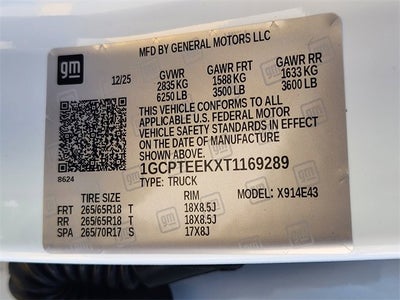 MFD BY GENERAL MOTORS LLC
gm
12/25 GVWR GAWR FRT GAWR RR
2835 KG 1588 KG 1633 KG
6250 LB 3500 LB 3600 LB
THIS VEHICLE CONFORMS TO ALL
APPLICABLE U.S. FEDERAL MOTOR
VEHICLE SAFETY STANDARDS IN EFFECT
ON THE DATE OF MANUFACTURE
SHOWN ABOVE.
1GCPTEEKXT1169289
8624
TYPE: TRUCK
TIRE SIZE RIM MODEL: X914E43
FRT 265/65R18 T 18X8.5J
RR 265/65R18 T 18X8.5J
SPA 265/70R17 S 17X8J